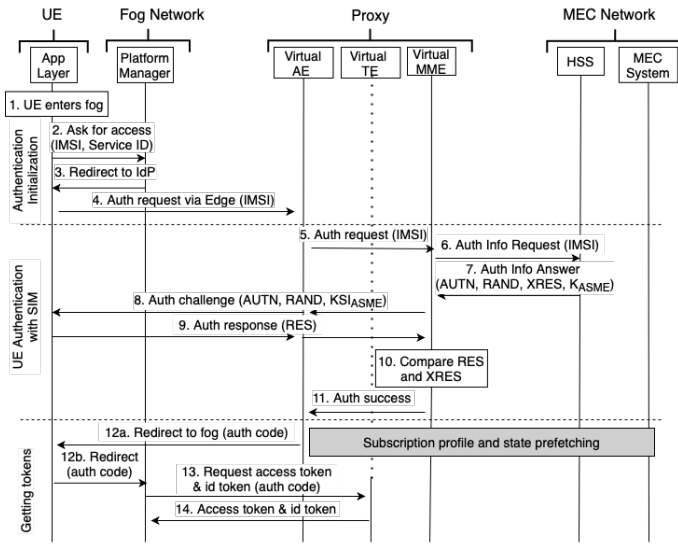 UE
Fog Network
Proxy
MEC Network
App
Layer
Platform
Manager
Virtual
AE
Virtual
TE
Virtual
MME
HSS
MEC
System
1. UE enters fog
Authentication
Initialization
2. Ask for access
(IMSI, Service ID)
3. Redirect to IdP
4. Auth request via Edge (IMSI)
UE Authentication
with SIM
5. Auth request (IMSI)
6. Auth Info Request (IMSI)
7. Auth Info Answer
(AUTN, RAND, XRES, KASME)
8. Auth challenge (AUTN, RAND, KSIASME)
9. Auth response (RES)
10. Compare RES
and XRES
11. Auth success
Getting tokens
12a. Redirect to fog (auth code)
Subscription profile and state prefetching
12b. Redirect
(auth code)
13. Request access token
& id token (auth code)
14. Access token & id token